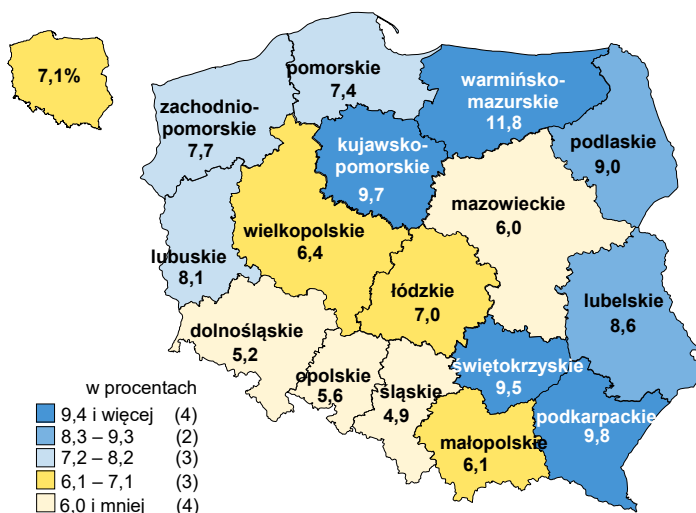 7,1%
pomorskie
7,4
warmińsko-
mazurskie
11,8
zachodnio-
pomorskie
7,7
kujawsko-
pomorskie
9,7
podlaskie
9,0
mazowieckie
6,0
wielkopolskie
6,4
lubuskie
8,1
łódzkie
7,0
lubelskie
8,6
dolnośląskie
5,2
opolskie
5,6
śląskie
4,9
świętokrzyskie
9,5
podkarpackie
9,8
małopolskie
6,1
w procentach
9,4 i więcej (4)
8,3 – 9,3 (2)
7,2 – 8,2 (3)
6,1 – 7,1 (3)
6,0 i mniej (4)